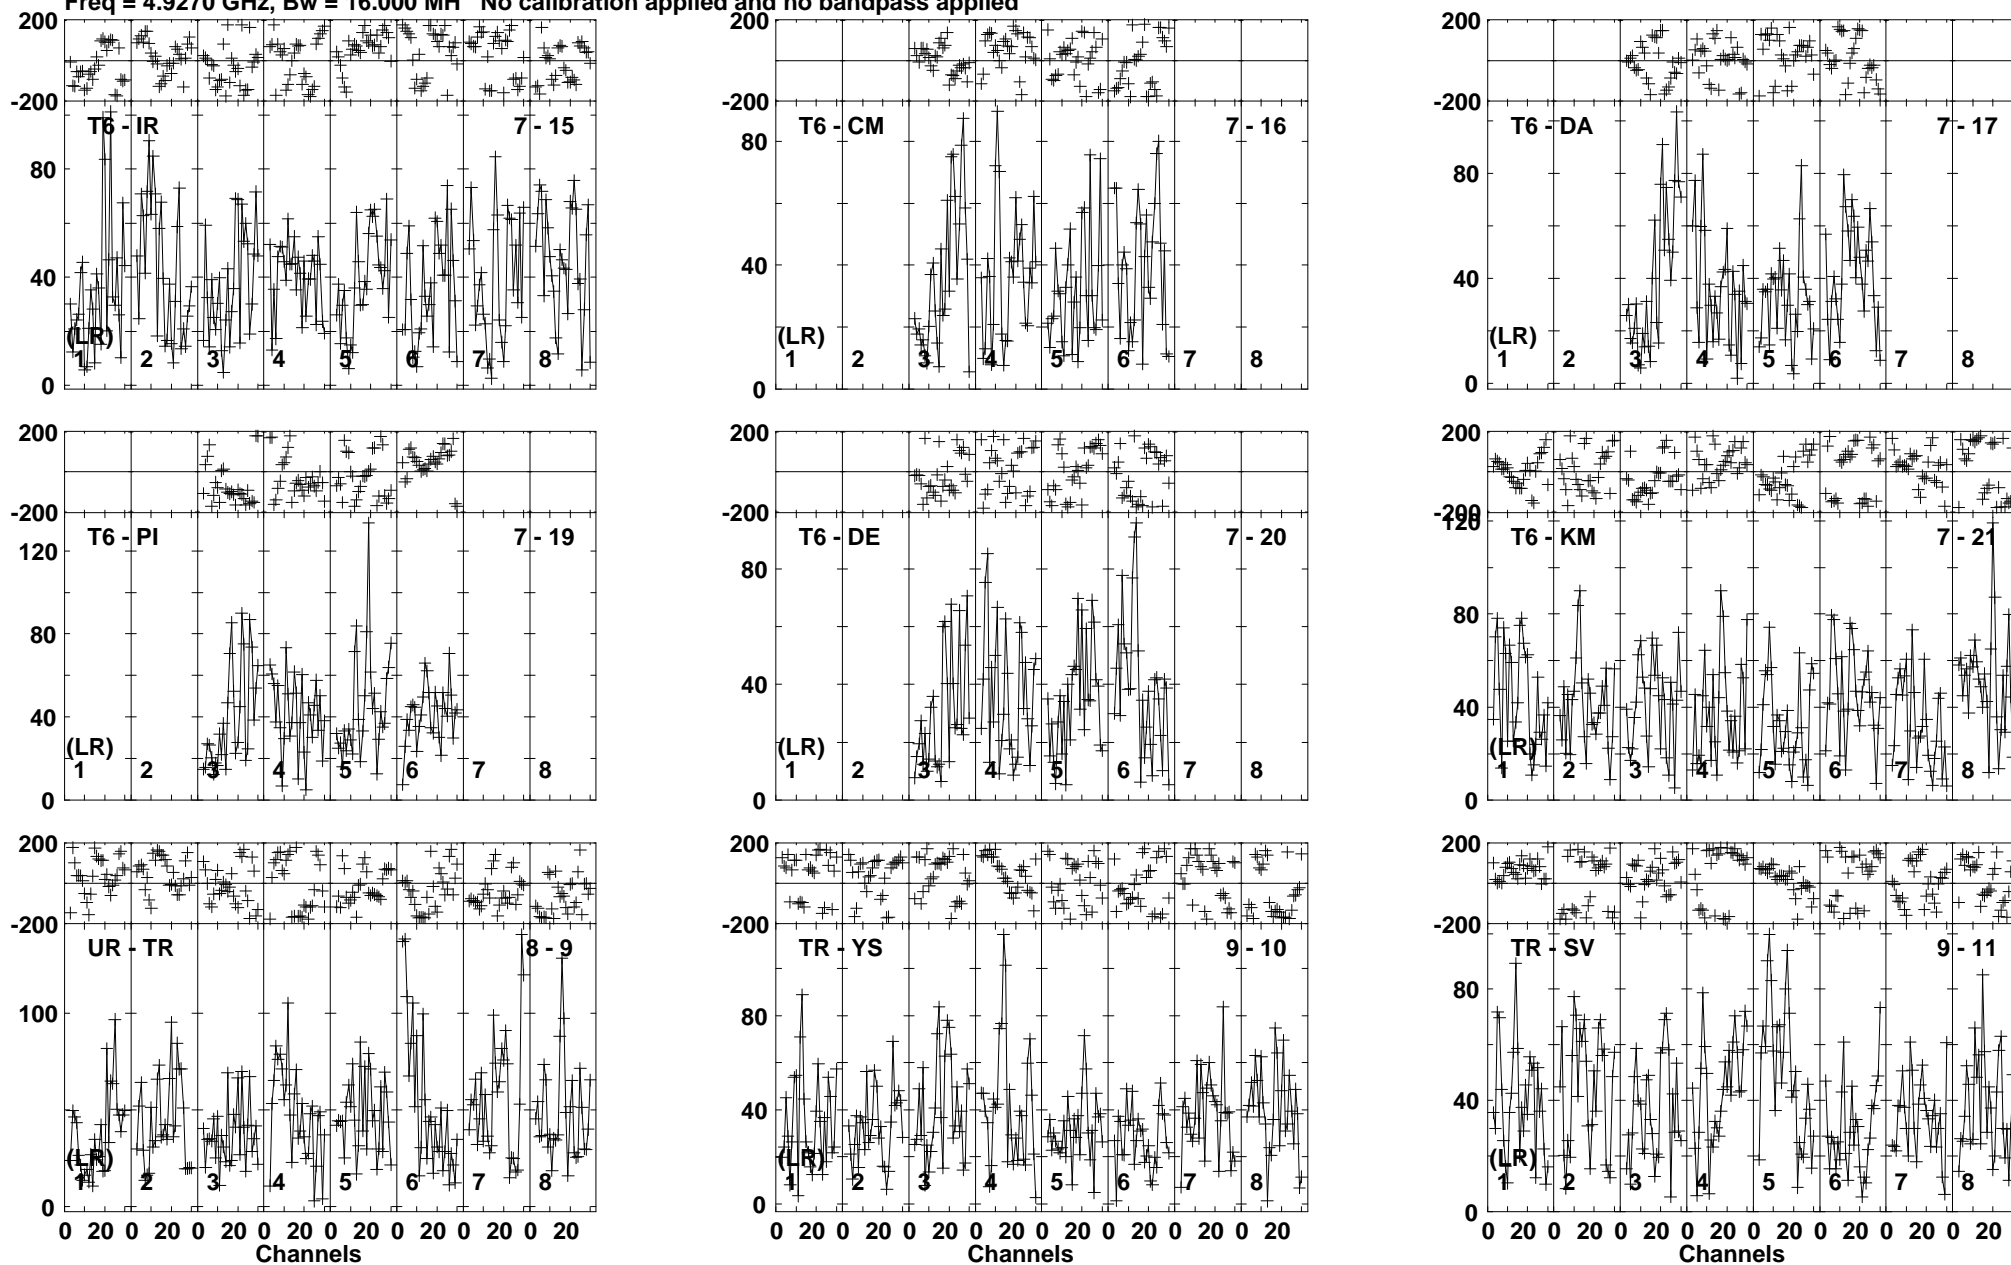 Freq = 4.9270 GHz, Bw = 16.000 MH No calibration applied and no bandpass applied
200 200 200
-200 -200 -200
T6 - IR 7 - 15 T6 - CM 7 - 16 T6 - DA 7 - 17
80 80 80
40 40 40
(LR) (LR) (LR)
1 2 3 4 5 6 7 8 1 2 3 4 5 6 7 8 1 2 3 4 5 6 7 8
0 0 0
200 200 200
-200 -200 -200
120
T6 - PI 7 - 19 T6 - DE 7 - 20 T6 - KM 7 - 21
120 80 80
80
40 40 40
(LR) (LR) (LR)
1 2 3 4 5 6 7 8 1 2 3 4 5 6 7 8 1 2 3 4 5 6 7 8
0 0 0
200 200 200
-200 -200 -200
UR - TR 8 - 9 TR - YS 9 - 10 TR - SV 9 - 11
100 80 80
40 40
(LR) (LR) (LR)
1 2 3 4 5 6 7 8 1 2 3 4 5 6 7 8 1 2 3 4 5 6 7 8
0 0 0
0 20 0 20 0 20 0 20 0 20 0 20 0 20 0 20 0 20 0 20 0 20 0 20 0 20 0 20 0 20 0 20 0 20 0 20 0 20 0 20 0 20 0 20 0 20 0 20
Channels Channels Channels